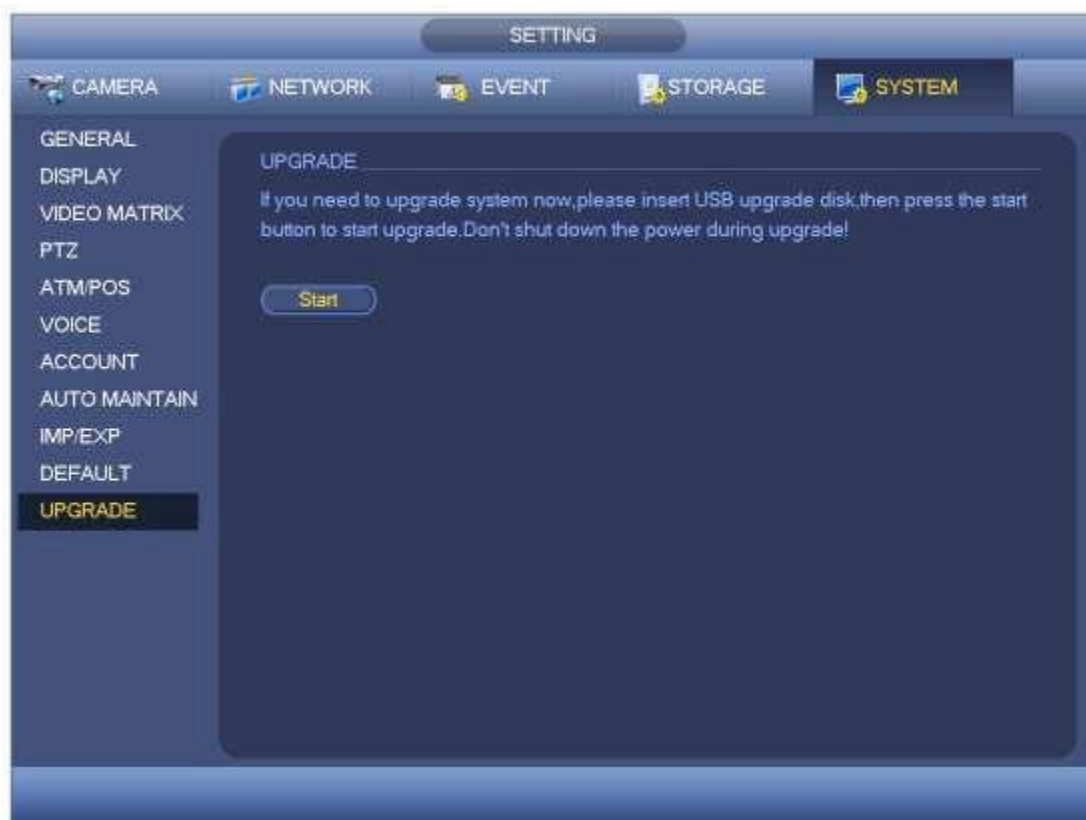 SETTING
CAMERA NETWORK EVENT STORAGE SYSTEM
GENERAL
DISPLAY
VIDEO MATRIX
PTZ
ATM/POS
VOICE
ACCOUNT
AUTO MAINTAIN
IMP/EXP
DEFAULT
UPGRADE
UPGRADE
If you need to upgrade system now,please insert USB upgrade disk,then press the start
button to start upgrade.Don't shut down the power during upgrade!
Start